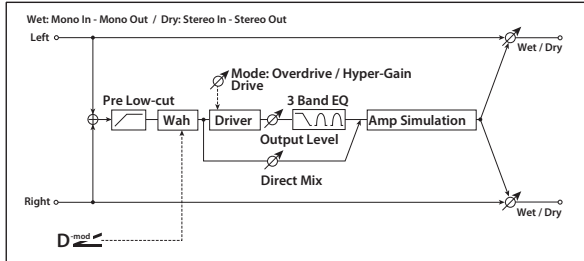 Wet: Mono In - Mono Out / Dry: Stereo In - Stereo Out
Left
Wet / Dry
Mode: Overdrive / Hyper-Gain
Drive
Pre Low-cut
3 Band EQ
Wah
Driver
Amp Simulation
Output Level
Direct Mix
Right
Wet / Dry
D-mod